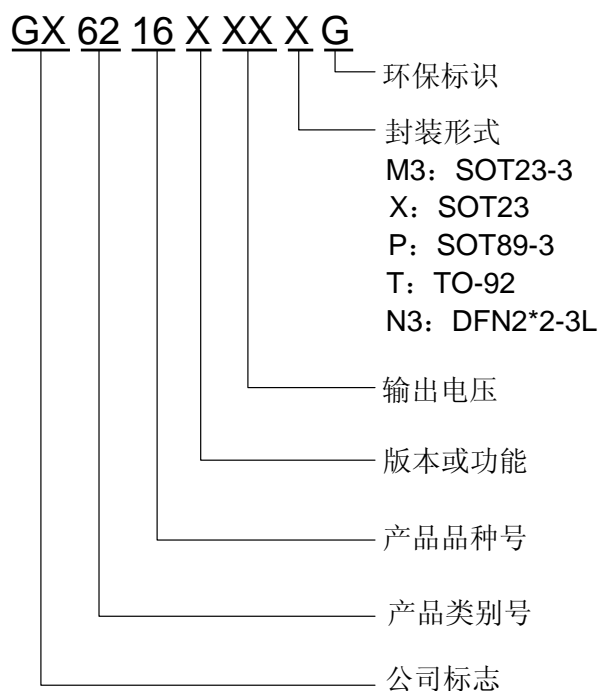 GX 62 16 X XX X G
环保标识
封装形式
M3：SOT23-3
X：SOT23
P：SOT89-3
T：TO-92
N3：DFN2*2-3L
输出电压
版本或功能
产品品种号
产品类别号
公司标志